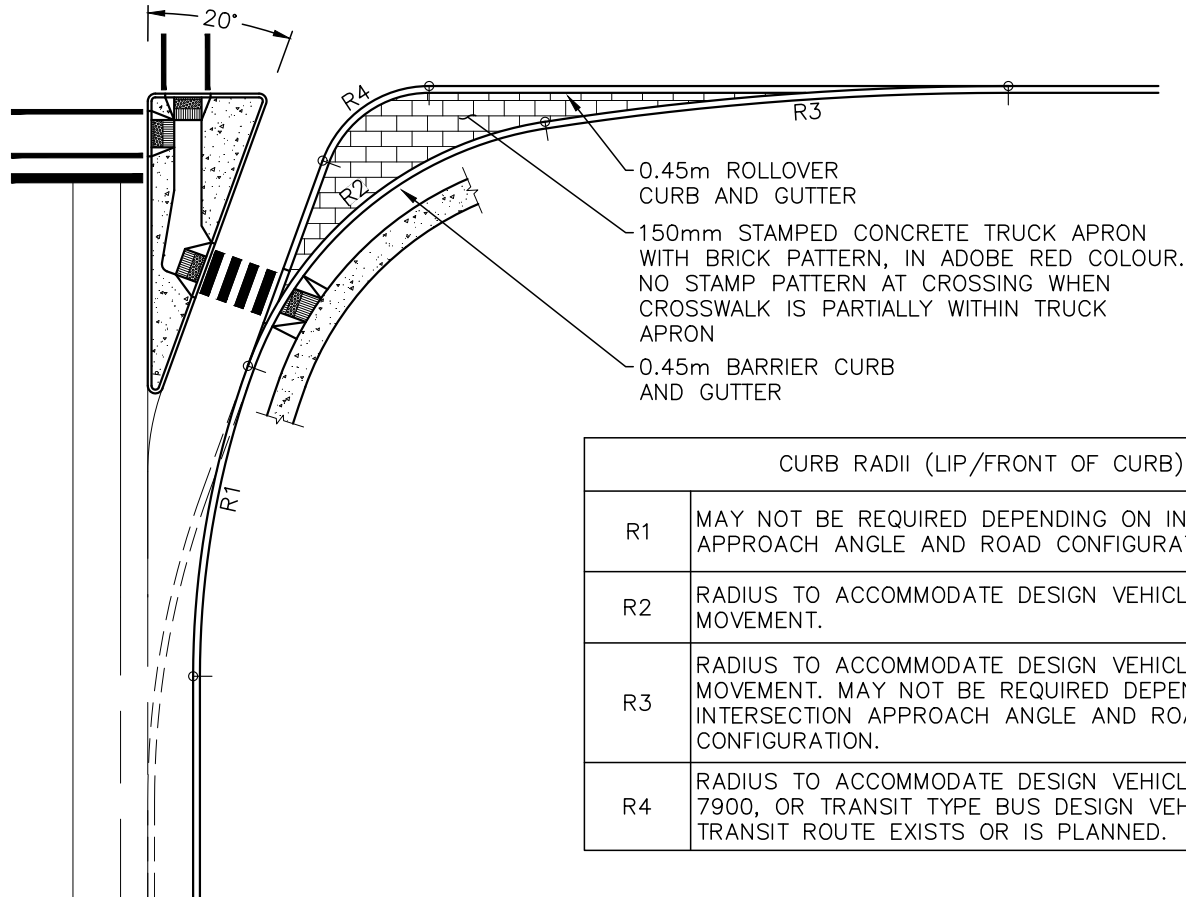 20°
R4
R3
R2
0.45m ROLLOVER
CURB AND GUTTER
150mm STAMPED CONCRETE TRUCK APRON
WITH BRICK PATTERN, IN ADOBE RED COLOUR.
NO STAMP PATTERN AT CROSSING WHEN
CROSSWALK IS PARTIALLY WITHIN TRUCK
APRON
0.45m BARRIER CURB
AND GUTTER
R1
CURB RADII (LIP/FRONT OF CURB)
R1
MAY NOT BE REQUIRED DEPENDING ON IN
APPROACH ANGLE AND ROAD CONFIGURA
R2
RADIUS TO ACCOMMODATE DESIGN VEHICL
MOVEMENT.
R3
RADIUS TO ACCOMMODATE DESIGN VEHICL
MOVEMENT. MAY NOT BE REQUIRED DEPEN
INTERSECTION APPROACH ANGLE AND ROA
CONFIGURATION.
R4
RADIUS TO ACCOMMODATE DESIGN VEHICL
7900, OR TRANSIT TYPE BUS DESIGN VEH
TRANSIT ROUTE EXISTS OR IS PLANNED.